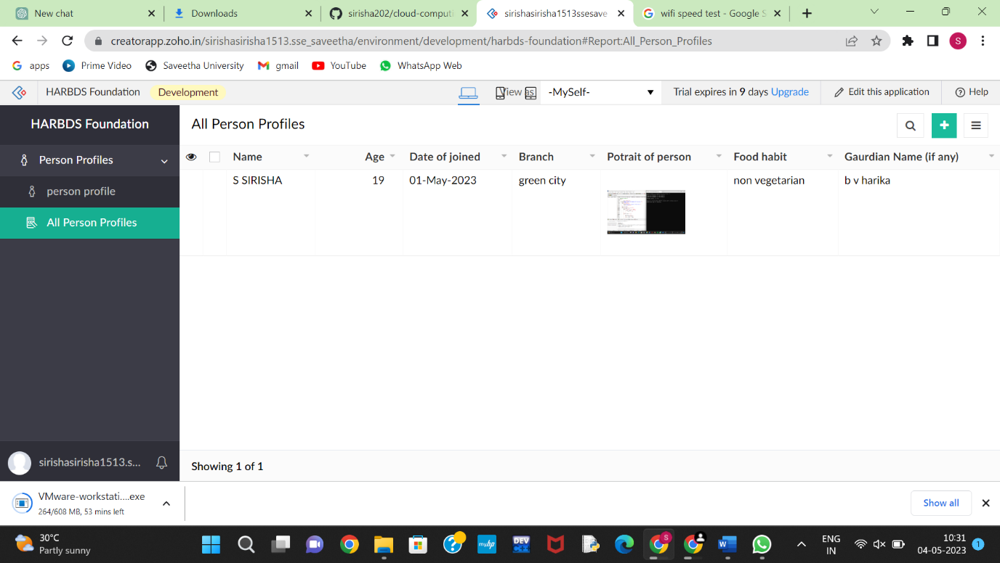 New chat
Downloads
sirisha202/cloud-computi
sirishasirisha1513ssesave
wifi speed test - Google S
creatorapp.zoho.in/sirishasirisha1513.sse_saveetha/environment/development/harbds-foundation#Report:All_Person_Profiles
S
apps
Prime Video
Saveetha University
gmail
YouTube
WhatsApp Web
HARBDS Foundation
Development
View as
-MySelf-
Trial expires in 9 days Upgrade
Edit this application
Help
HARBDS Foundation
Person Profiles
person profile
All Person Profiles
All Person Profiles
Name Age Date of joined Branch Potrait of person Food habit Gaurdian Name (if any)
S SIRISHA 19 01-May-2023 green city non vegetarian b v harika
sirishasirisha1513.s...
Showing 1 of 1
VMware-workstati....exe
264/608 MB, 53 mins left
Show all
30°C
Partly sunny
myhp
DEV
S
ENG
IN
10:31
04-05-2023
1